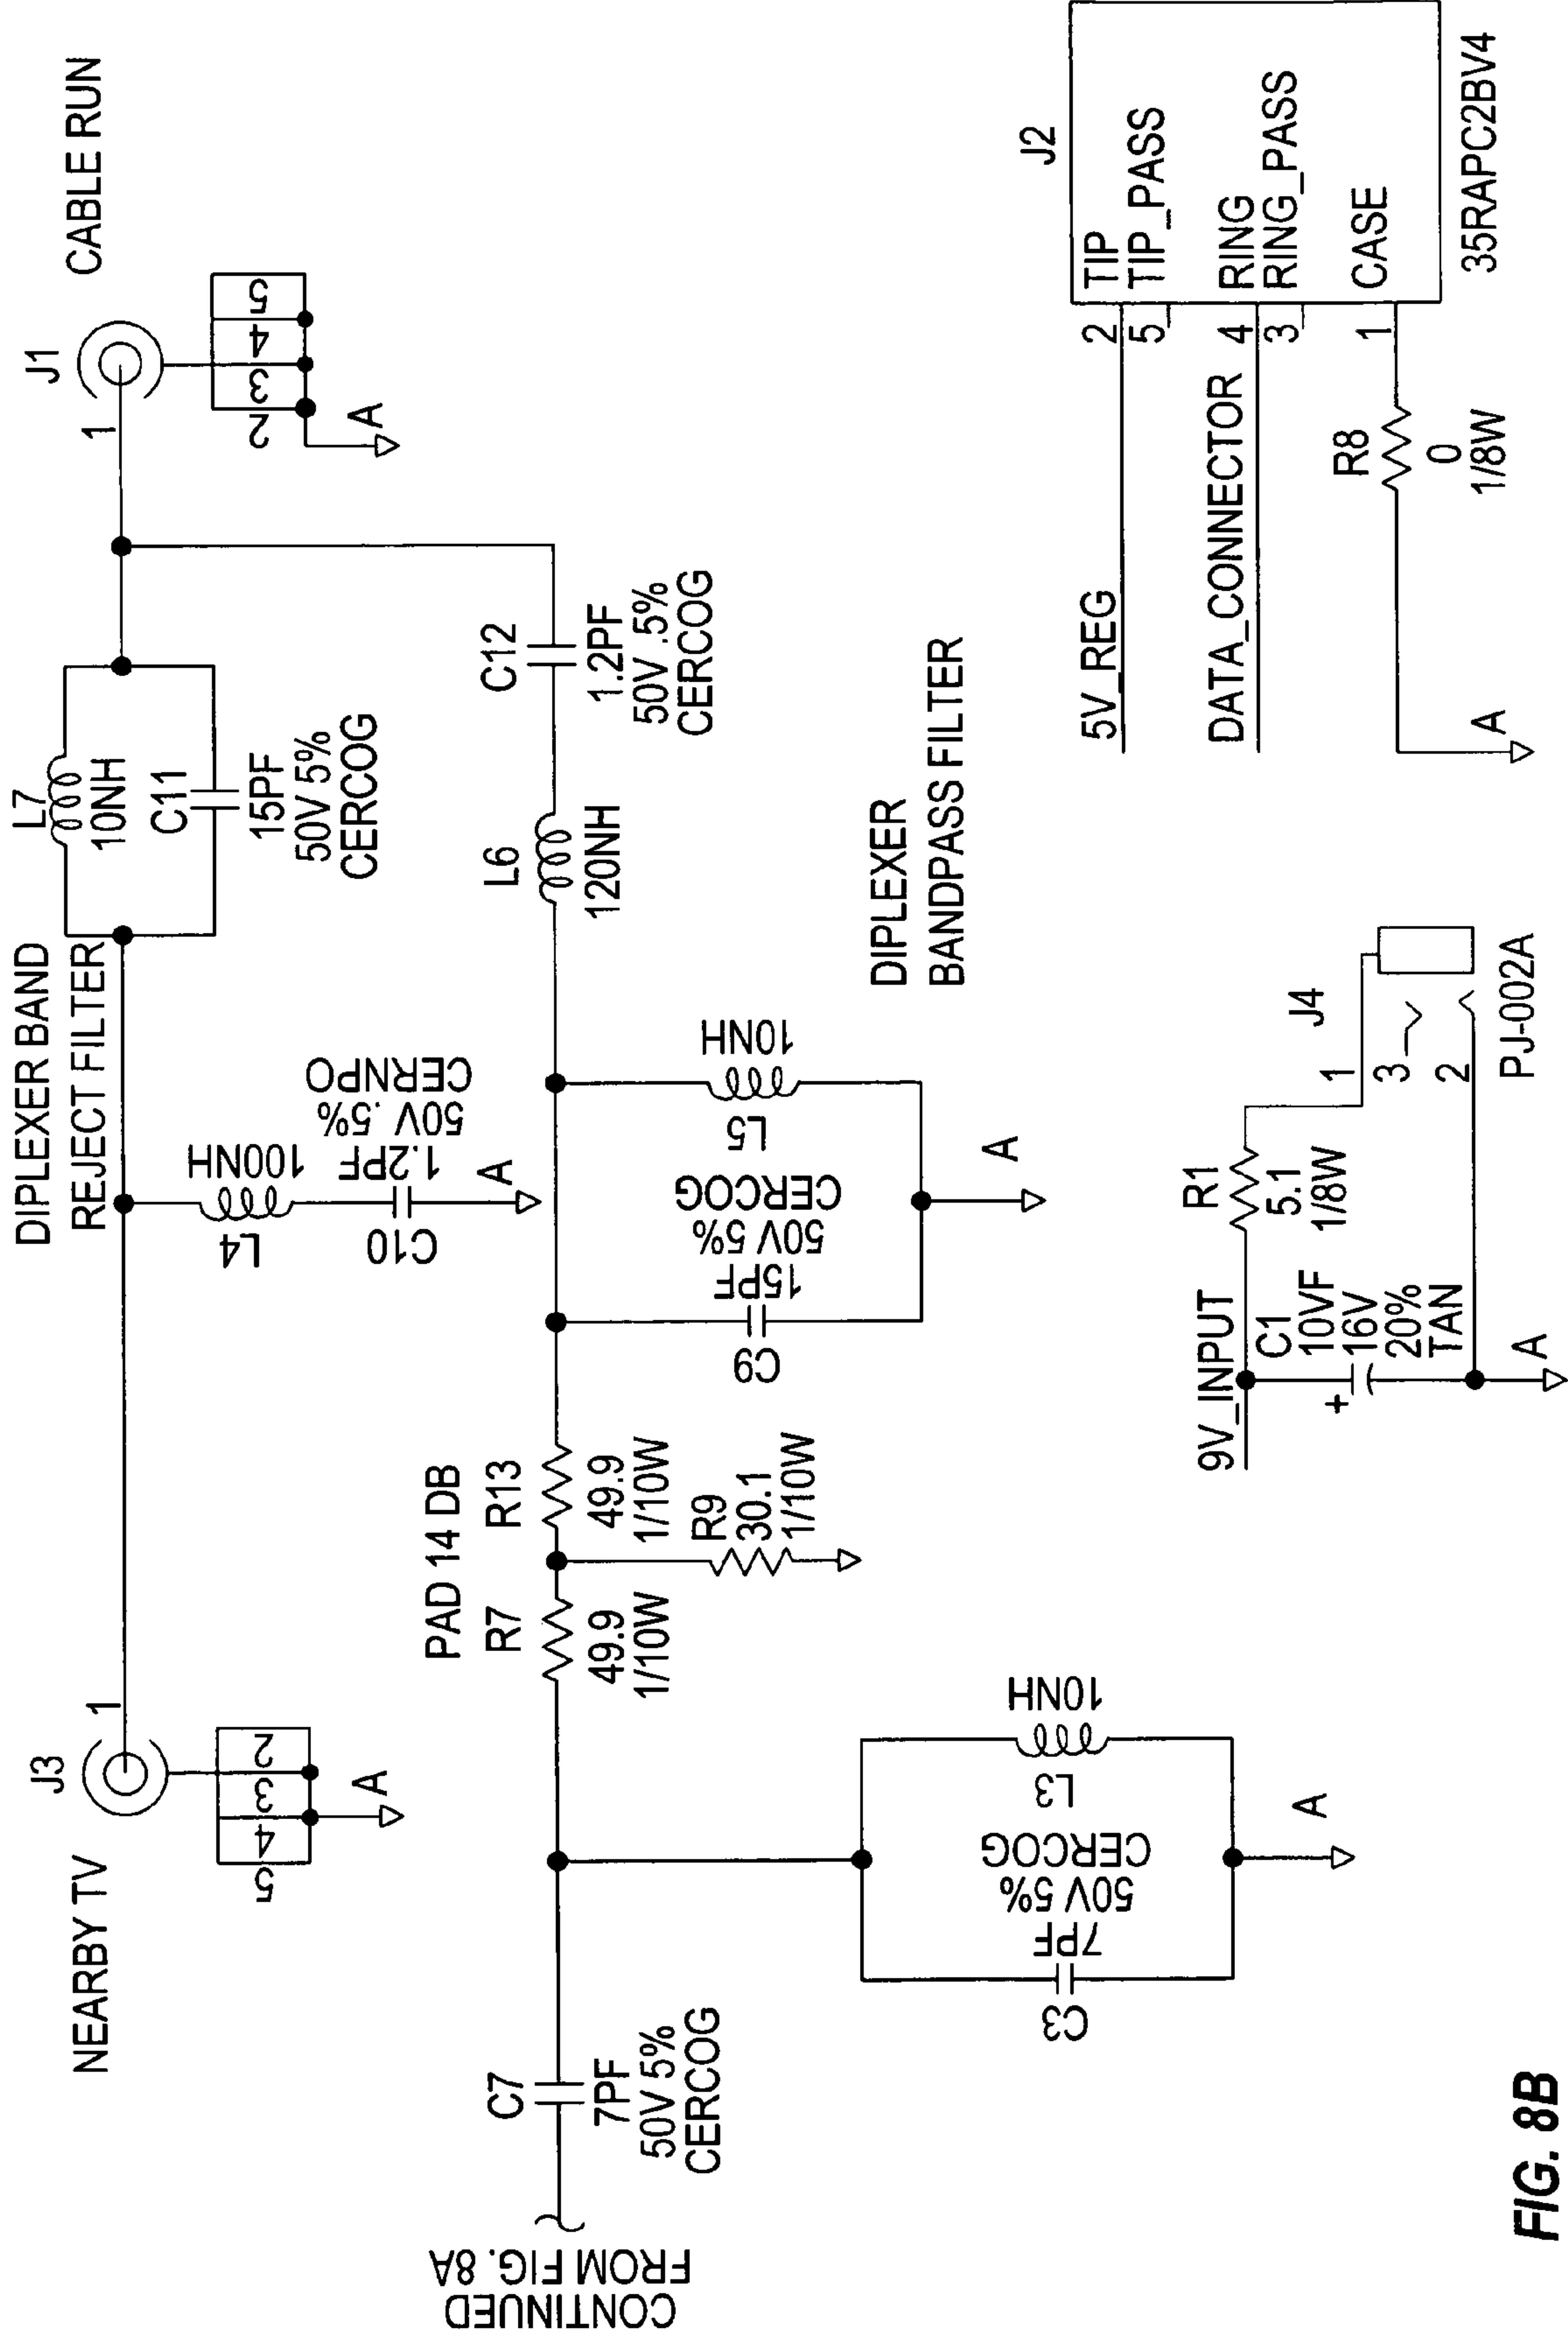 NEARBY TV
J3
1
5
4
3
2
A
DIPLEXER BAND
REJECT FILTER
L7
10NH
C11
15PF
50V 5%
CERCOG
CABLE RUN
J1
1
2
3
4
5
A
L4
100NH
C10
1.2PF
50V .5%
CERNPO
A
C12
1.2PF
50V .5%
CERCOG
L6
120NH
DIPLEXER
BANDPASS FILTER
CONTINUED
FROM FIG. 8A
C7
7PF
50V 5%
CERCOG
PAD 14 DB
R7
49.9
1/10W
R13
49.9
1/10W
R9
30.1
1/10W
C9
15PF
50V 5%
CERCOG
L5
10NH
A
C3
7PF
50V 5%
CERCOG
L3
10NH
A
9V_INPUT
R1
5.1
1/8W
C1
10VF
16V
20%
TAN
+
A
J4
1
3
2
PJ-002A
J2
5V_REG
2
TIP
5
TIP_PASS
DATA_CONNECTOR
4
RING
3
RING_PASS
1
CASE
R8
0
1/8W
A
35RAPC2BV4
FIG. 8B